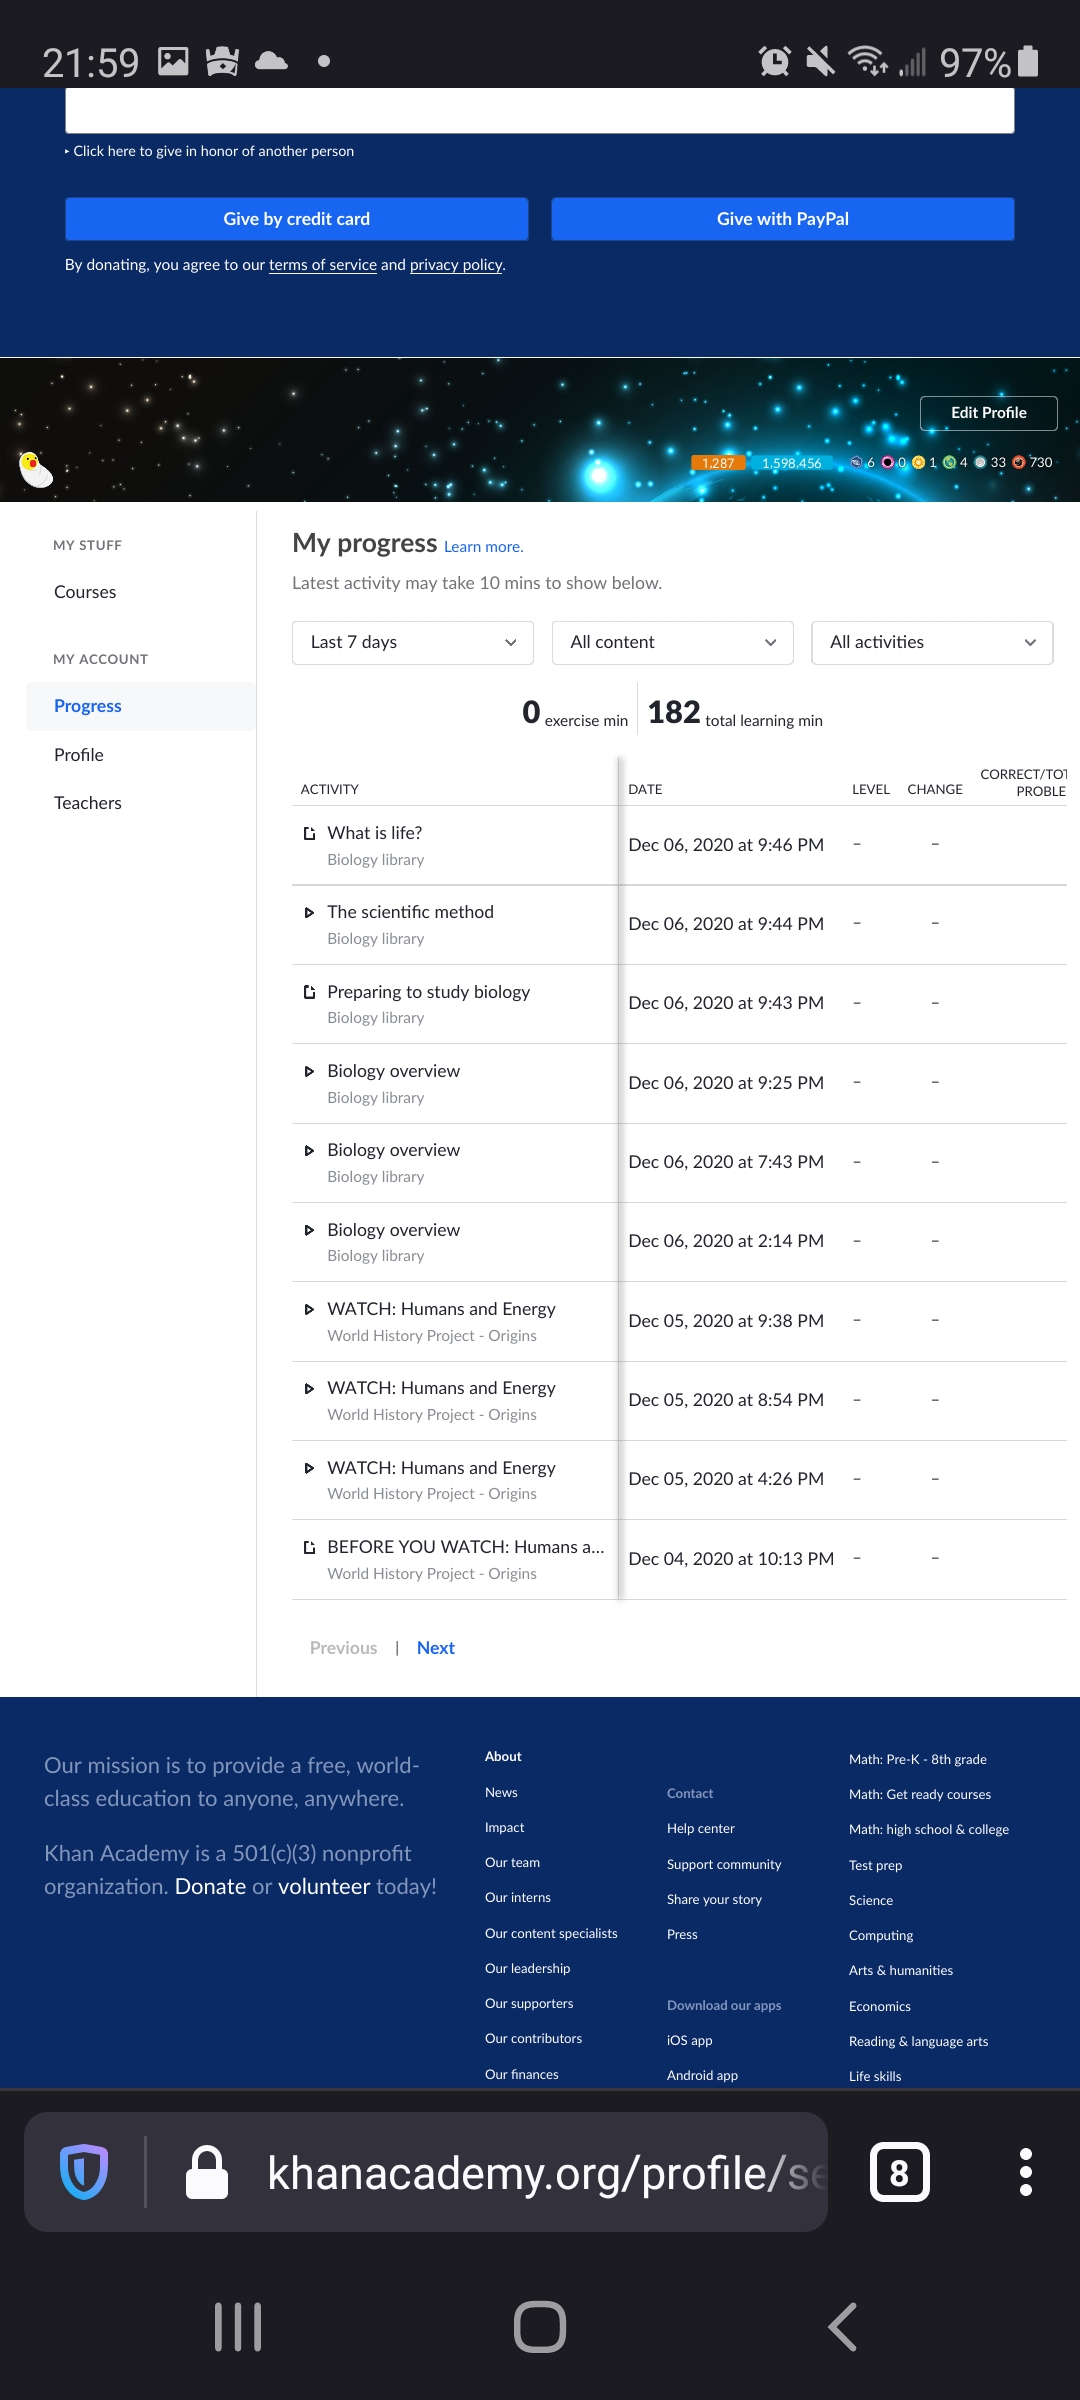 21:59
97%
‣ Click here to give in honor of another person
Give by credit card
Give with PayPal
By donating, you agree to our terms of service and privacy policy.
Edit Profile
1,287 1,598,456 6 0 1 4 33 730
MY STUFF
Courses
MY ACCOUNT
Progress
Profile
Teachers
My progress Learn more.
Latest activity may take 10 mins to show below.
Last 7 days
All content
All activities
0 exercise min
182 total learning min
ACTIVITY
DATE
LEVEL
CHANGE
CORRECT/TOT
PROBLE
What is life?
Biology library
Dec 06, 2020 at 9:46 PM – –
The scientific method
Biology library
Dec 06, 2020 at 9:44 PM – –
Preparing to study biology
Biology library
Dec 06, 2020 at 9:43 PM – –
Biology overview
Biology library
Dec 06, 2020 at 9:25 PM – –
Biology overview
Biology library
Dec 06, 2020 at 7:43 PM – –
Biology overview
Biology library
Dec 06, 2020 at 2:14 PM – –
WATCH: Humans and Energy
World History Project - Origins
Dec 05, 2020 at 9:38 PM – –
WATCH: Humans and Energy
World History Project - Origins
Dec 05, 2020 at 8:54 PM – –
WATCH: Humans and Energy
World History Project - Origins
Dec 05, 2020 at 4:26 PM – –
BEFORE YOU WATCH: Humans a...
World History Project - Origins
Dec 04, 2020 at 10:13 PM – –
Previous | Next
Our mission is to provide a free, world-
class education to anyone, anywhere.
Khan Academy is a 501(c)(3) nonprofit
organization. Donate or volunteer today!
About
News
Impact
Our team
Our interns
Our content specialists
Our leadership
Our supporters
Our contributors
Our finances
Contact
Help center
Support community
Share your story
Press
Download our apps
iOS app
Android app
Math: Pre-K - 8th grade
Math: Get ready courses
Math: high school & college
Test prep
Science
Computing
Arts & humanities
Economics
Reading & language arts
Life skills
khanacademy.org/profile/se
8